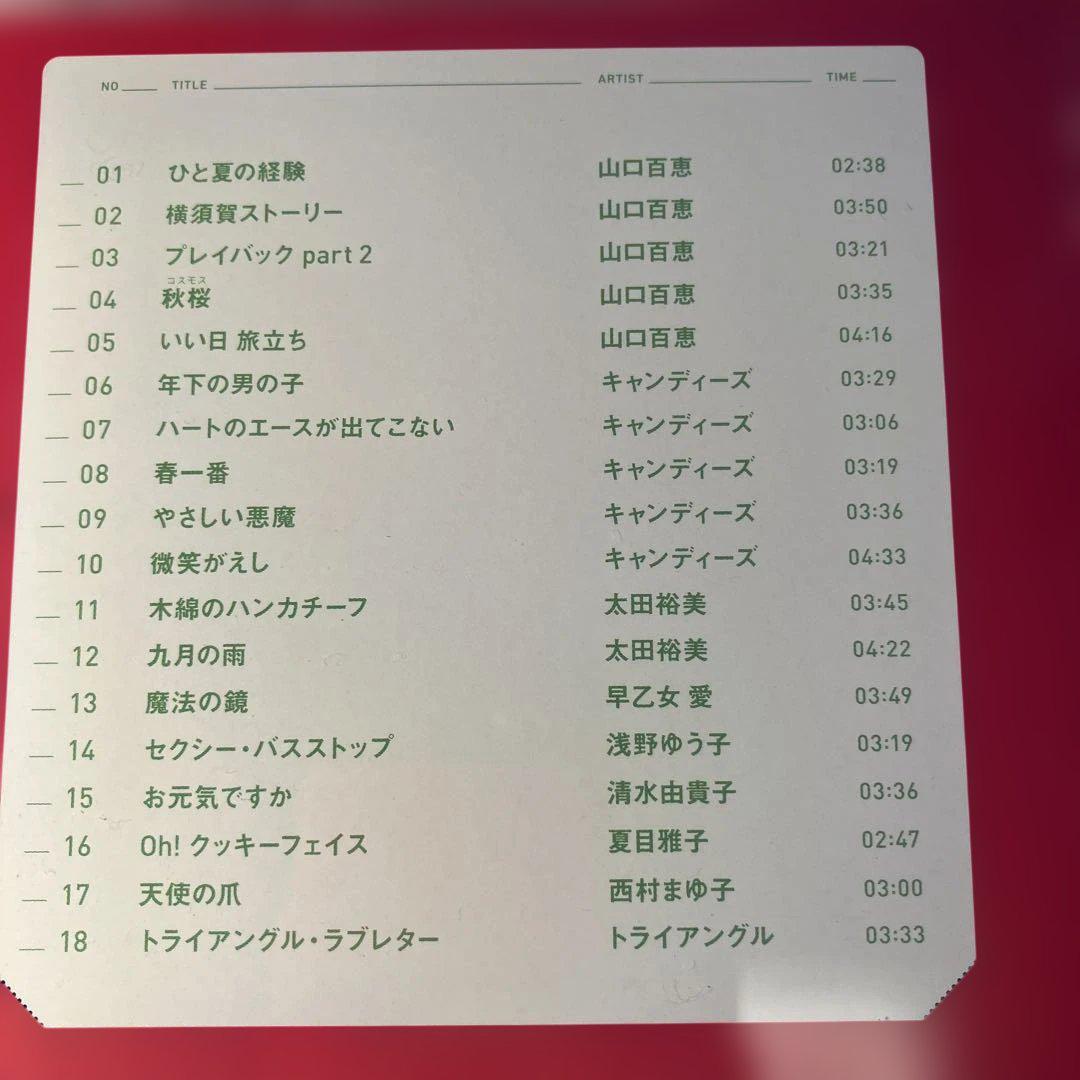 NO TITLE ARTIST TIME
01 ひと夏の経験 山口百恵 02:38
02 横須賀ストーリー 山口百恵 03:50
03 プレイバック part 2 山口百恵 03:21
コスモス
04 秋桜 山口百恵 03:35
05 いい日 旅立ち 山口百恵 04:16
06 年下の男の子 キャンディーズ 03:29
07 ハートのエースが出てこない キャンディーズ 03:06
08 春一番 キャンディーズ 03:19
09 やさしい悪魔 キャンディーズ 03:36
10 微笑がえし キャンディーズ 04:33
11 木綿のハンカチーフ 太田裕美 03:45
12 九月の雨 太田裕美 04:22
13 魔法の鏡 早乙女 愛 03:49
14 セクシー・バスストップ 浅野ゆう子 03:19
15 お元気ですか 清水由貴子 03:36
16 Oh! クッキーフェイス 夏目雅子 02:47
17 天使の爪 西村まゆ子 03:00
18 トライアングル・ラブレター トライアングル 03:33